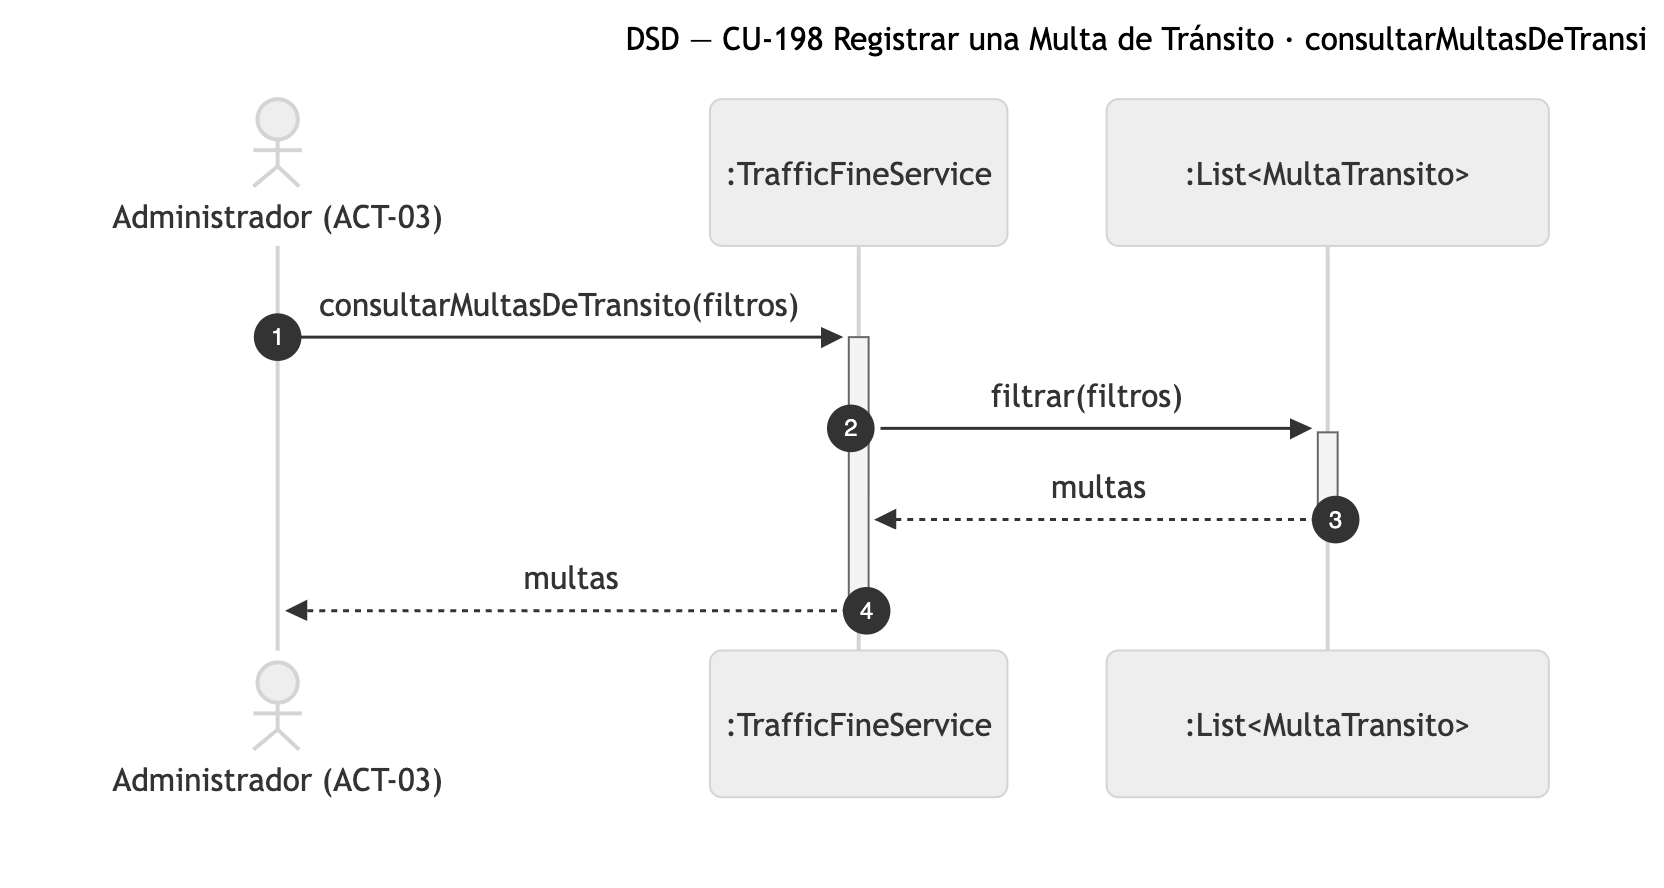 DSD — CU-198 Registrar una Multa de Tránsito · consultarMultasDeTransi
:TrafficFineService
:List<MultaTransito>
Administrador (ACT-03)
consultarMultasDeTransito(filtros)
1
filtrar(filtros)
2
multas
3
multas
4
:TrafficFineService
:List<MultaTransito>
Administrador (ACT-03)